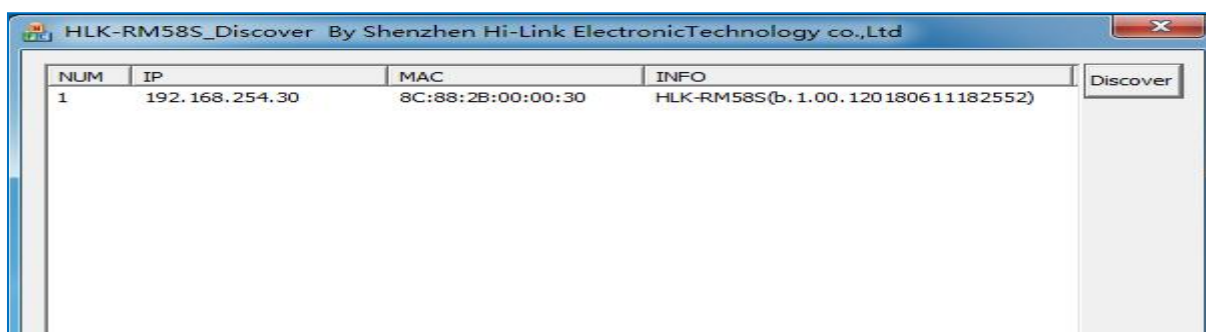 HLK-RM58S_Discover By Shenzhen Hi-Link ElectronicTechnology co.,Ltd
NUM IP MAC INFO Discover
1 192.168.254.30 8C:88:2B:00:00:30 HLK-RM58S(b.1.00.120180611182552)